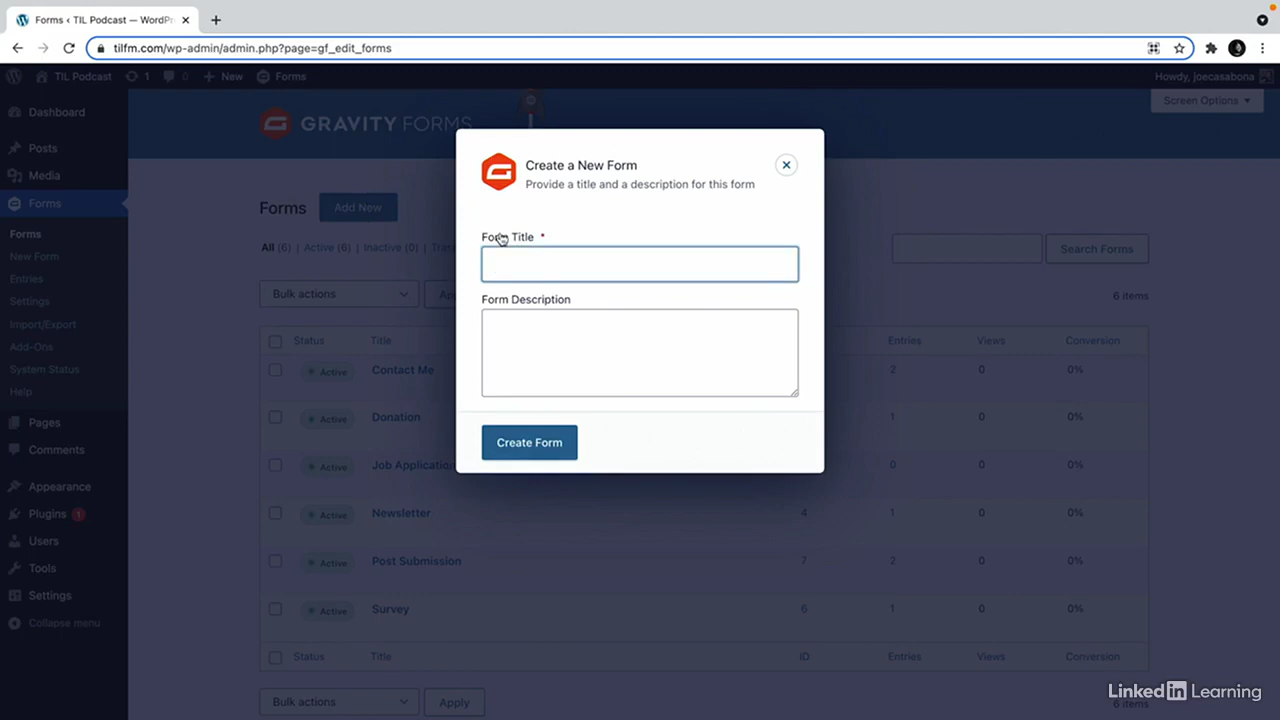 Forms ‹ TIL Podcast — WordPr
tilfm.com/wp-admin/admin.php?page=gf_edit_forms
TIL Podcast 1 0 New Forms
Howdy, joecasabona
Dashboard
Posts
Media
Forms
Forms
New Form
Entries
Settings
Import/Export
Add-Ons
System Status
Help
Pages
Comments
Appearance
Plugins 1
Users
Tools
Settings
Collapse menu
GRAVITY FORMS
Screen Options
Forms Add New
All (6) | Active (6) | Inactive (0) |
Search Forms
Bulk actions
6 items
Status Title Entries Views Conversion
Active Contact Me 2 0 0%
Active Donation 1 0 0%
Active Job Application 0 0 0%
Active Newsletter 4 1 0 0%
Active Post Submission 7 2 0 0%
Active Survey 6 1 0 0%
Status Title ID Entries Views Conversion
Bulk actions Apply
6 items
Create a New Form
Provide a title and a description for this form
Form Title *
Form Description
Create Form
LinkedIn Learning